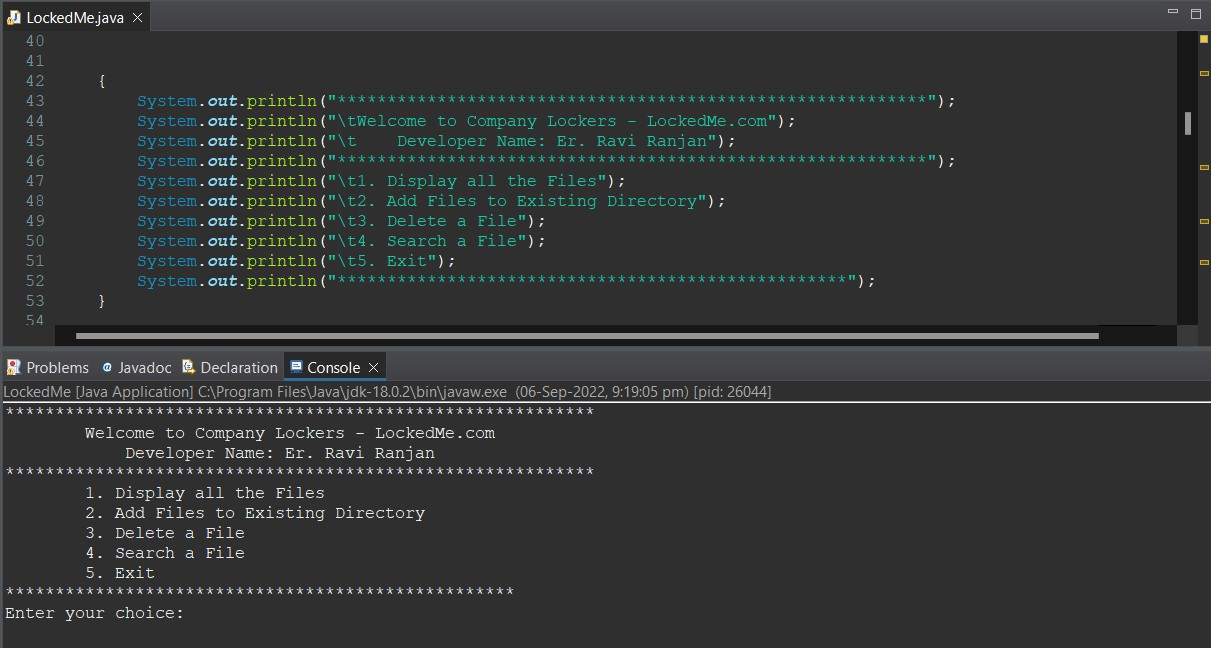 LockedMe.java
40
41
42 {
43 System.out.println("***********************************************************");
44 System.out.println("\tWelcome to Company Lockers - LockedMe.com");
45 System.out.println("\t    Developer Name: Er. Ravi Ranjan");
46 System.out.println("***********************************************************");
47 System.out.println("\t1. Display all the Files");
48 System.out.println("\t2. Add Files to Existing Directory");
49 System.out.println("\t3. Delete a File");
50 System.out.println("\t4. Search a File");
51 System.out.println("\t5. Exit");
52 System.out.println("***************************************************");
53 }
54
Problems Javadoc Declaration Console
LockedMe [Java Application] C:\Program Files\Java\jdk-18.0.2\bin\javaw.exe (06-Sep-2022, 9:19:05 pm) [pid: 26044]
***********************************************************
Welcome to Company Lockers - LockedMe.com
Developer Name: Er. Ravi Ranjan
***********************************************************
1. Display all the Files
2. Add Files to Existing Directory
3. Delete a File
4. Search a File
5. Exit
***************************************************
Enter your choice: